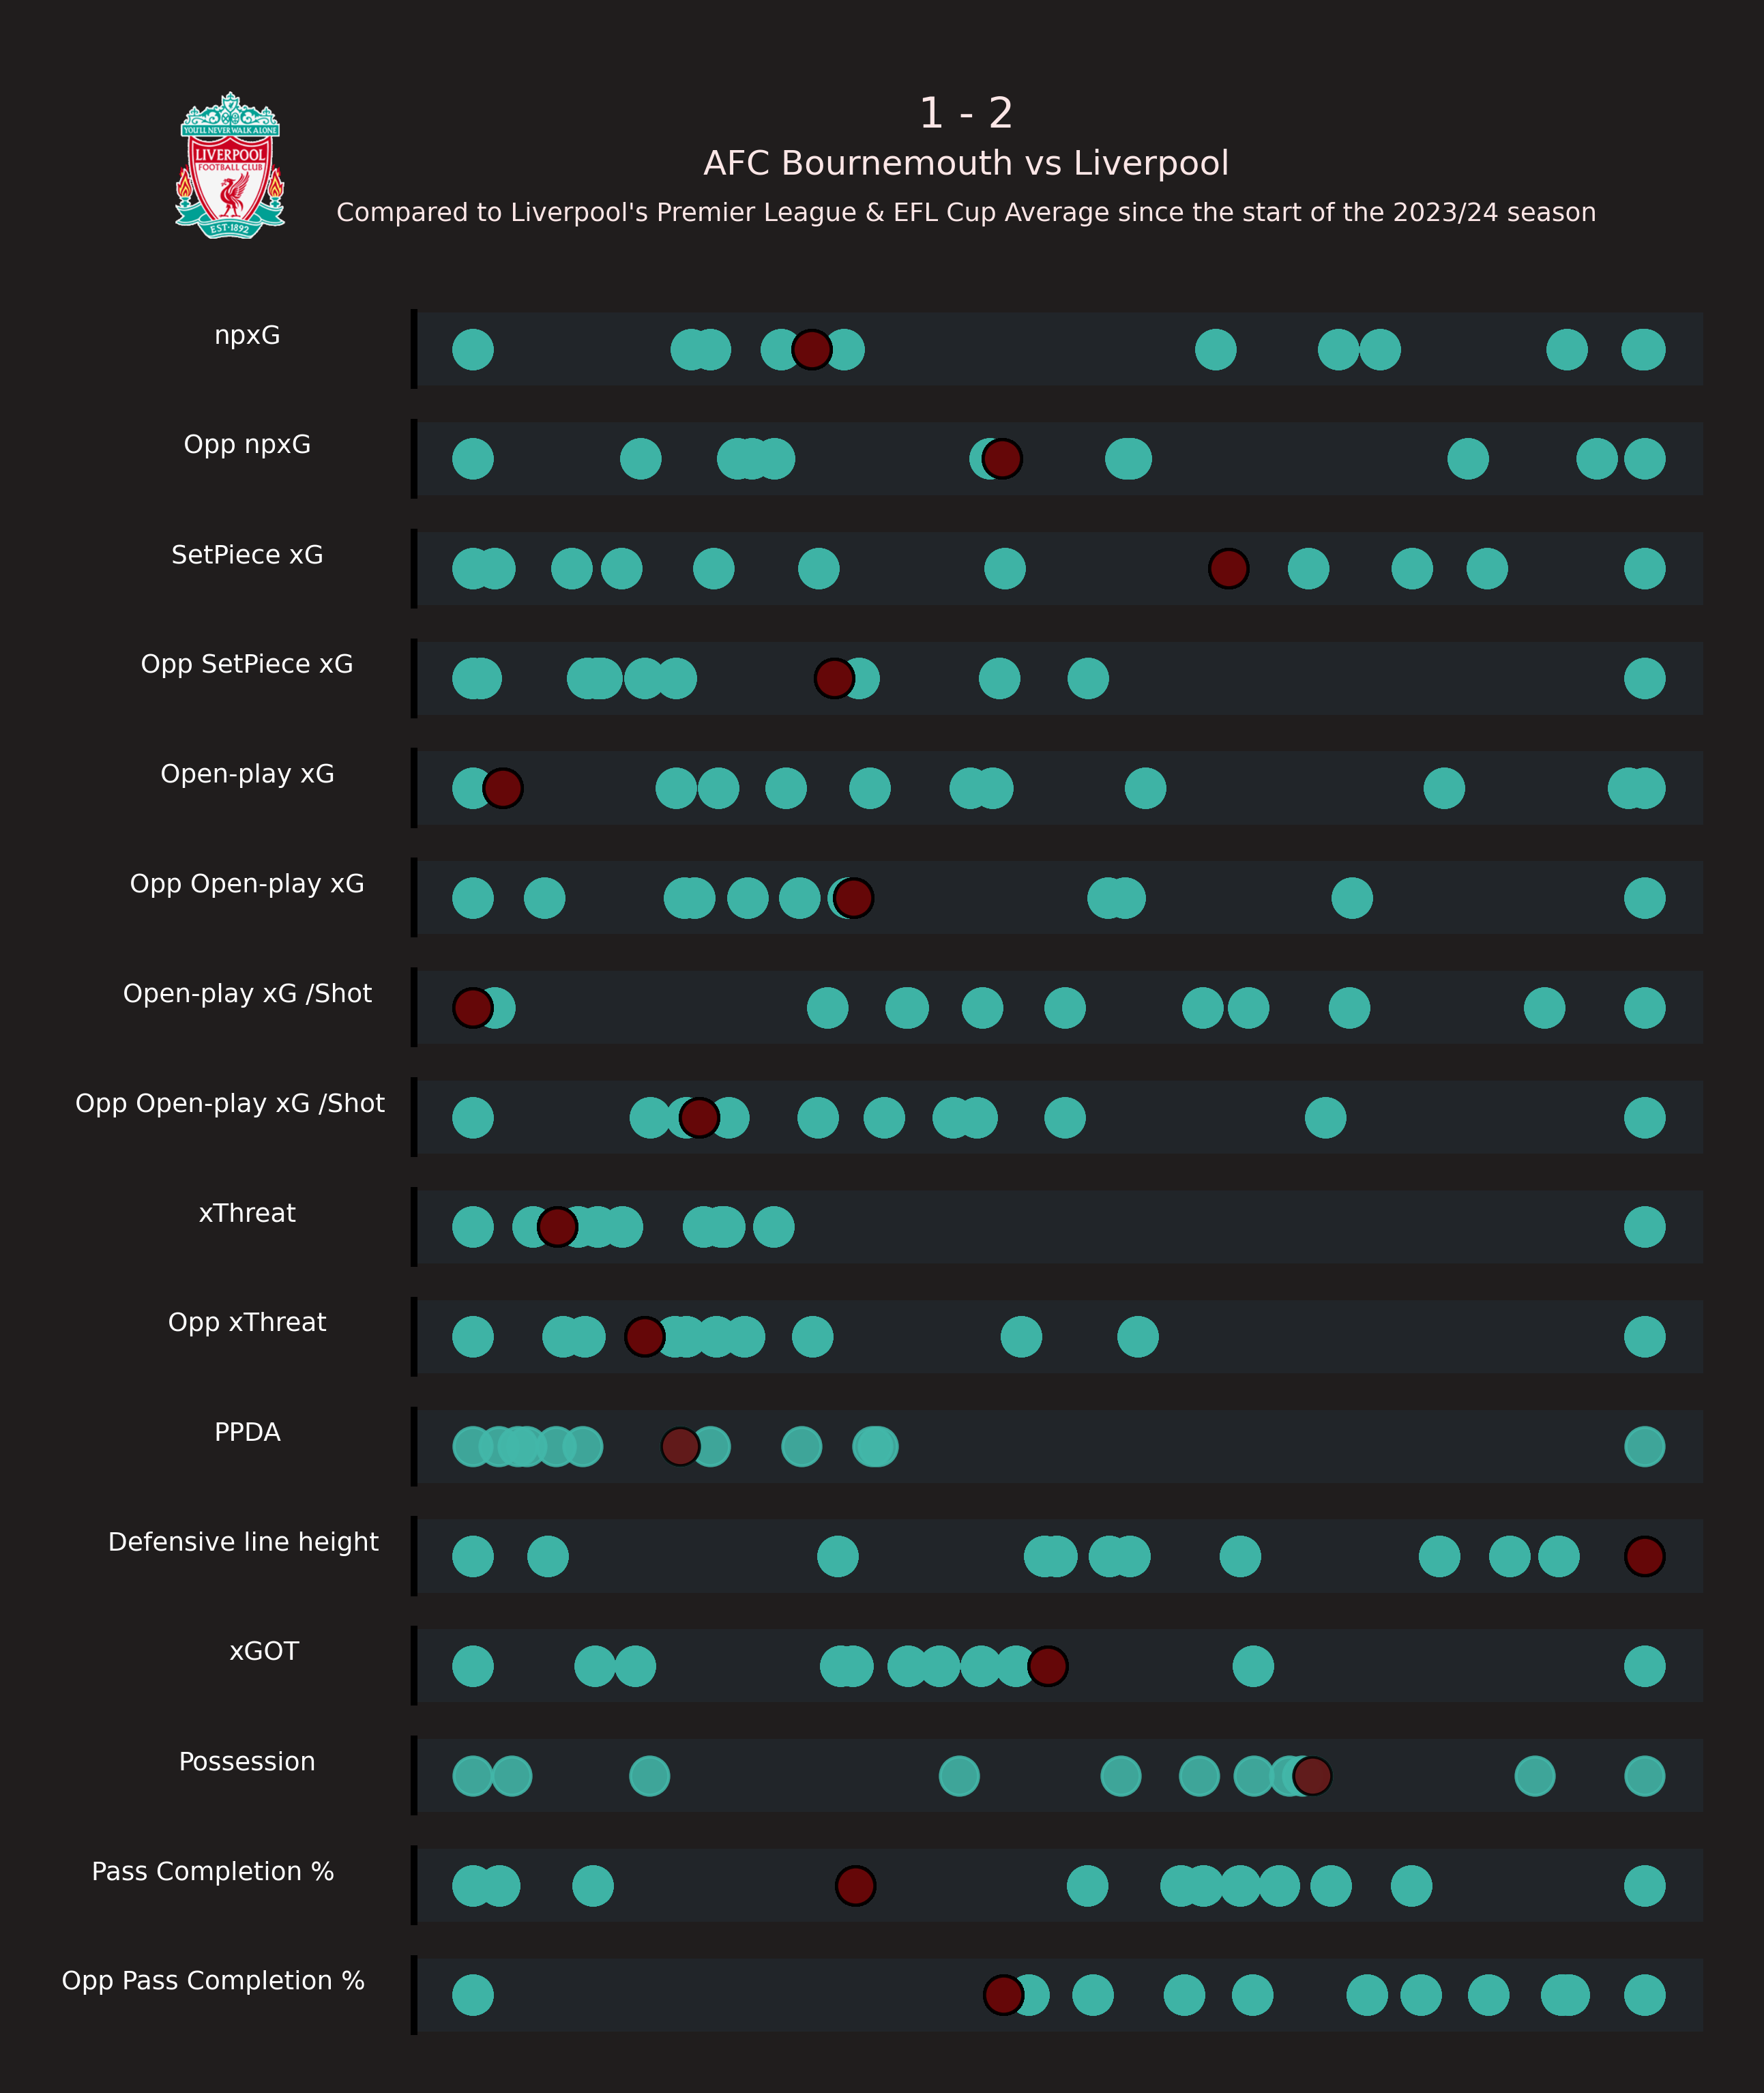 YOU'LL NEVER WALK ALONE
LIVERPOOL
FOOTBALL CLUB
EST·1892
1 - 2
AFC Bournemouth vs Liverpool
Compared to Liverpool's Premier League & EFL Cup Average since the start of the 2023/24 season
npxG
Opp npxG
SetPiece xG
Opp SetPiece xG
Open-play xG
Opp Open-play xG
Open-play xG /Shot
Opp Open-play xG /Shot
xThreat
Opp xThreat
PPDA
Defensive line height
xGOT
Possession
Pass Completion %
Opp Pass Completion %